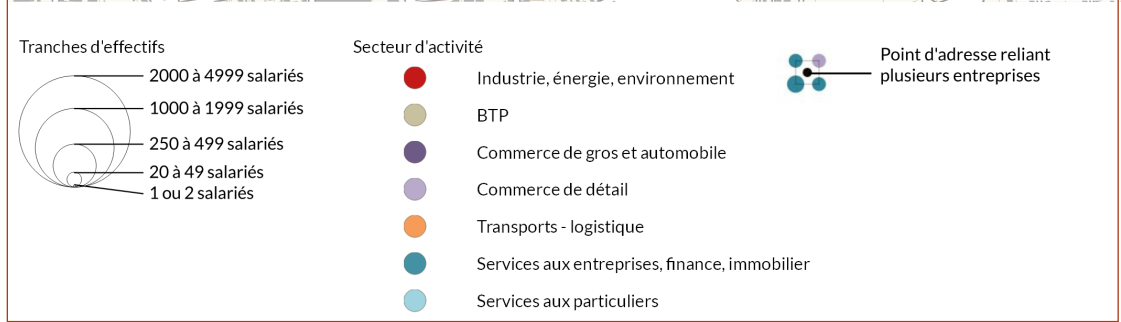 Tranches d'effectifs
2000 à 4999 salariés
1000 à 1999 salariés
250 à 499 salariés
20 à 49 salariés
1 ou 2 salariés
Secteur d'activité
Industrie, énergie, environnement
BTP
Commerce de gros et automobile
Commerce de détail
Transports - logistique
Services aux entreprises, finance, immobilier
Services aux particuliers
Point d'adresse reliant
plusieurs entreprises